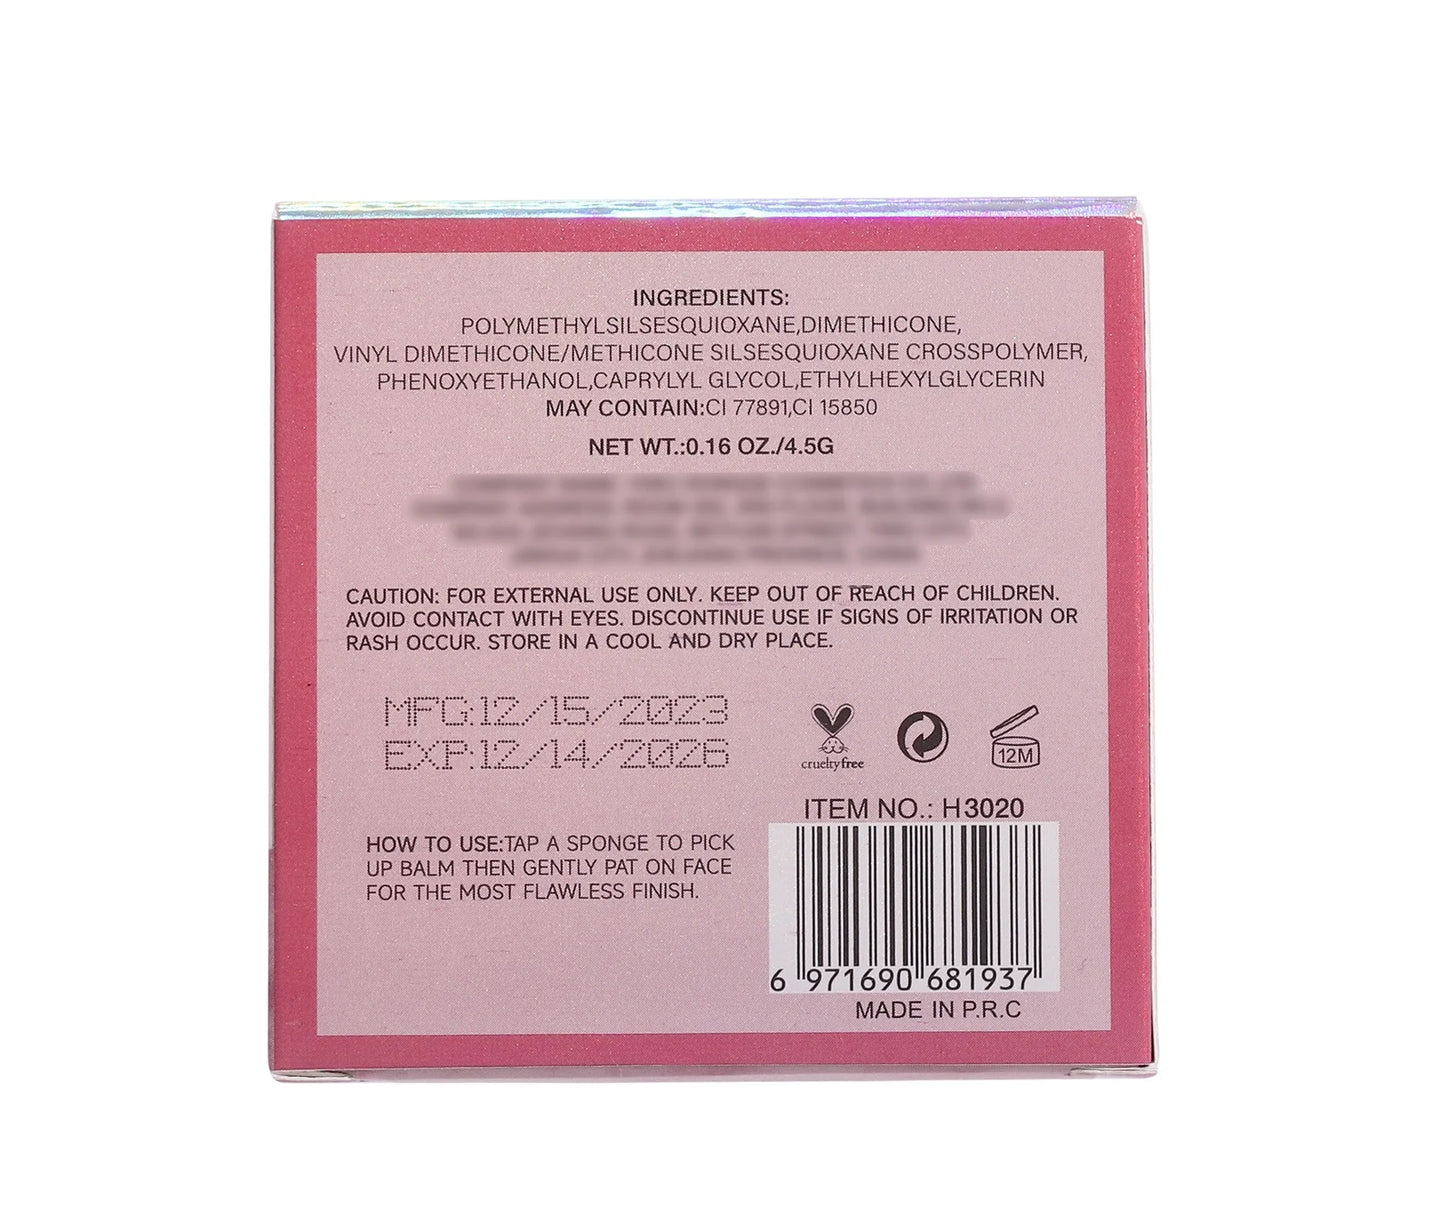 INGREDIENTS:
POLYMETHYLSILSESQUIOXANE,DIMETHICONE,
VINYL DIMETHICONE/METHICONE SILSESQUIOXANE CROSSPOLYMER,
PHENOXYETHANOL,CAPRYLYL GLYCOL,ETHYLHEXYLGLYCERIN
MAY CONTAIN:CI 77891,CI 15850
NET WT.:0.16 OZ./4.5G
CAUTION: FOR EXTERNAL USE ONLY. KEEP OUT OF REACH OF CHILDREN.
AVOID CONTACT WITH EYES. DISCONTINUE USE IF SIGNS OF IRRITATION OR
RASH OCCUR. STORE IN A COOL AND DRY PLACE.
MFG:12/15/2023
EXP:12/14/2026
crueltyfree
12M
ITEM NO.: H3020
HOW TO USE:TAP A SPONGE TO PICK
UP BALM THEN GENTLY PAT ON FACE
FOR THE MOST FLAWLESS FINISH.
6 971690 681937
MADE IN P.R.C